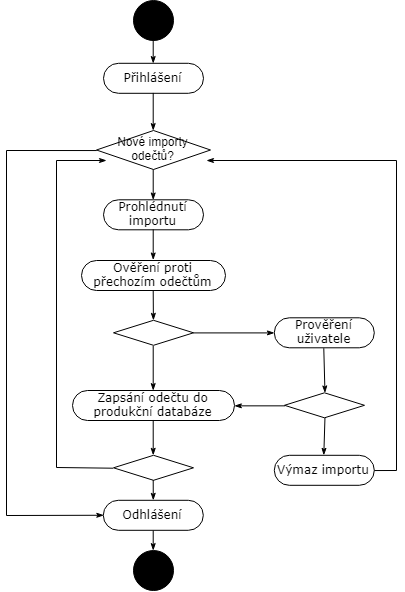 Přihlášení
Nové importy
odečtů?
Prohlédnutí
importu
Ověření proti
přechozím odečtům
Prověření
uživatele
Zapsání odečtu do
produkční databáze
Výmaz importu
Odhlášení